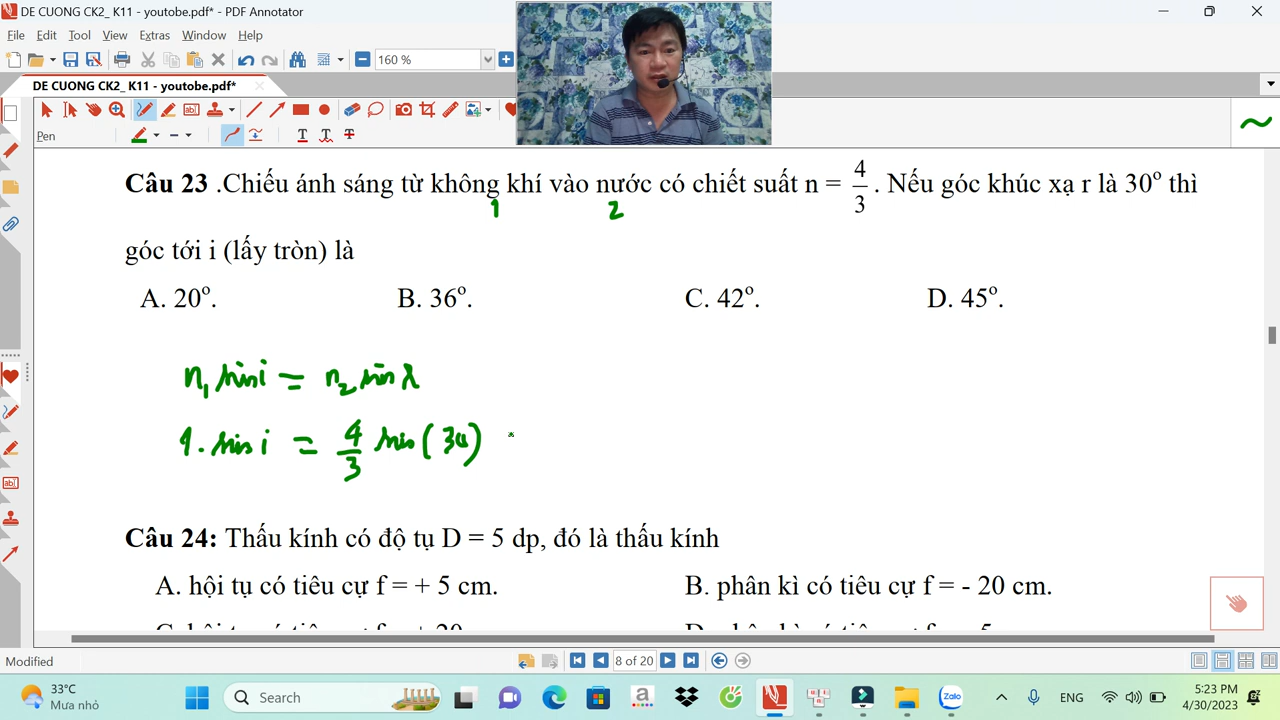 DE CUONG CK2_ K11 - youtobe.pdf* - PDF Annotator
File Edit Tool View Extras Window Help
160 %
DE CUONG CK2_ K11 - youtobe.pdf*
Pen
Câu 23 .Chiếu ánh sáng từ không khí vào nước có chiết suất n = 4/3. Nếu góc khúc xạ r là 30° thì
1 2
góc tới i (lấy tròn) là
A. 20°. B. 36°. C. 42°. D. 45°.
n₁ sin i = n₂ sin r
1. sin i = 4/3 sin(30)
Câu 24: Thấu kính có độ tụ D = 5 dp, đó là thấu kính
A. hội tụ có tiêu cự f = + 5 cm. B. phân kì có tiêu cự f = - 20 cm.
8 of 20
Modified
33°C
Mưa nhỏ
Search
Zalo
ENG
5:23 PM
4/30/2023